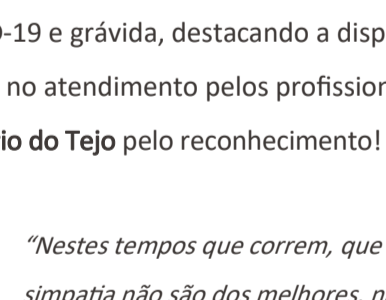 -19 e grávida, destacando a disp
no atendimento pelos profission
io do Tejo pelo reconhecimento!
“Nestes tempos que correm, que
simpatia não são dos melhores, n